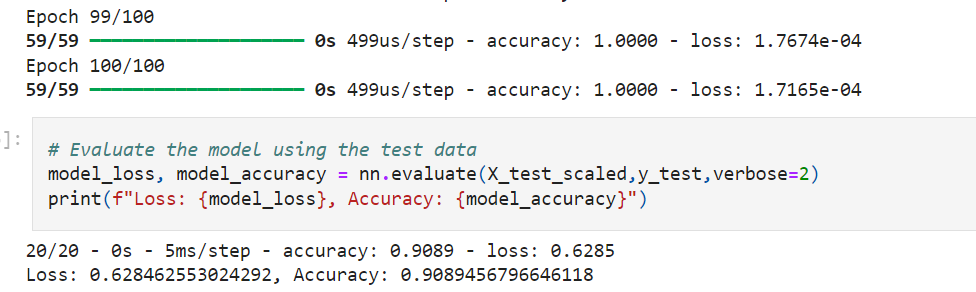 Epoch 99/100
59/59 ━━━━━━━━━━━━━━━━━━━━ 0s 499us/step - accuracy: 1.0000 - loss: 1.7674e-04
Epoch 100/100
59/59 ━━━━━━━━━━━━━━━━━━━━ 0s 499us/step - accuracy: 1.0000 - loss: 1.7165e-04
]:
# Evaluate the model using the test data
model_loss, model_accuracy = nn.evaluate(X_test_scaled,y_test,verbose=2)
print(f"Loss: {model_loss}, Accuracy: {model_accuracy}")
20/20 - 0s - 5ms/step - accuracy: 0.9089 - loss: 0.6285
Loss: 0.628462553024292, Accuracy: 0.9089456796646118